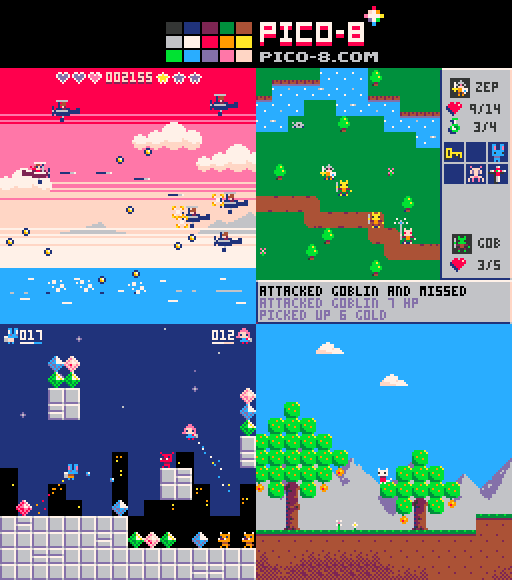 PICO-8
PICO-8.COM
002155
ZEP
9/14
3/4
GOB
3/5
ATTACKED GOBLIN AND MISSED
ATTACKED GOBLIN 7 HP
PICKED UP 6 GOLD
017
012